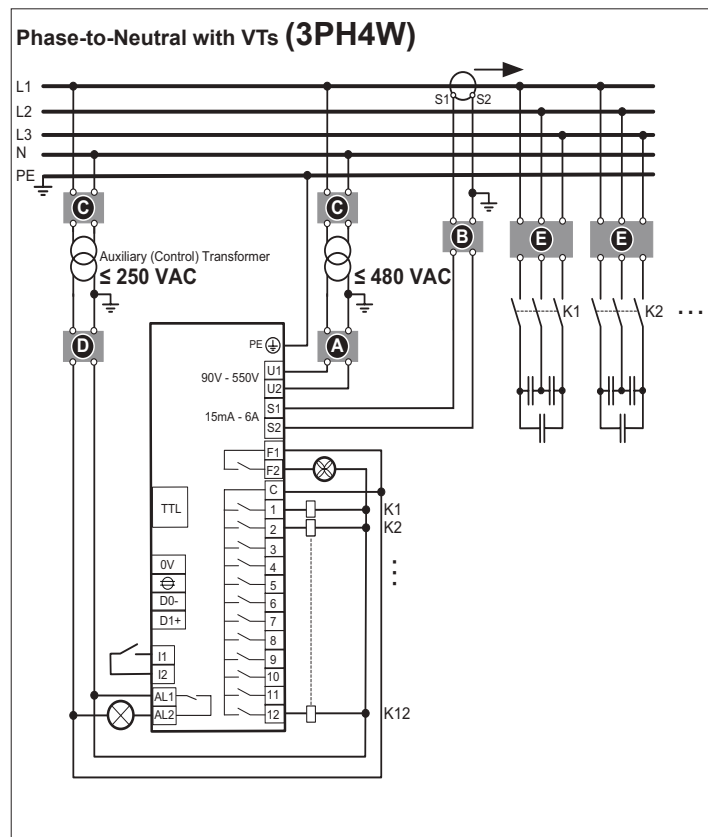 Phase-to-Neutral with VTs (3PH4W)
L1
S1 S2
L2
L3
N
PE
C
C
B
E
E
Auxiliary (Control) Transformer
≤ 250 VAC
≤ 480 VAC
K1
K2 ...
D
A
PE
90V - 550V
U1
U2
15mA - 6A
S1
S2
F1
F2
C
TTL
1
K1
2
K2
3
0V
4
5
D0-
6
D1+
7
8
I1
9
I2
10
AL1
11
AL2
12
K12